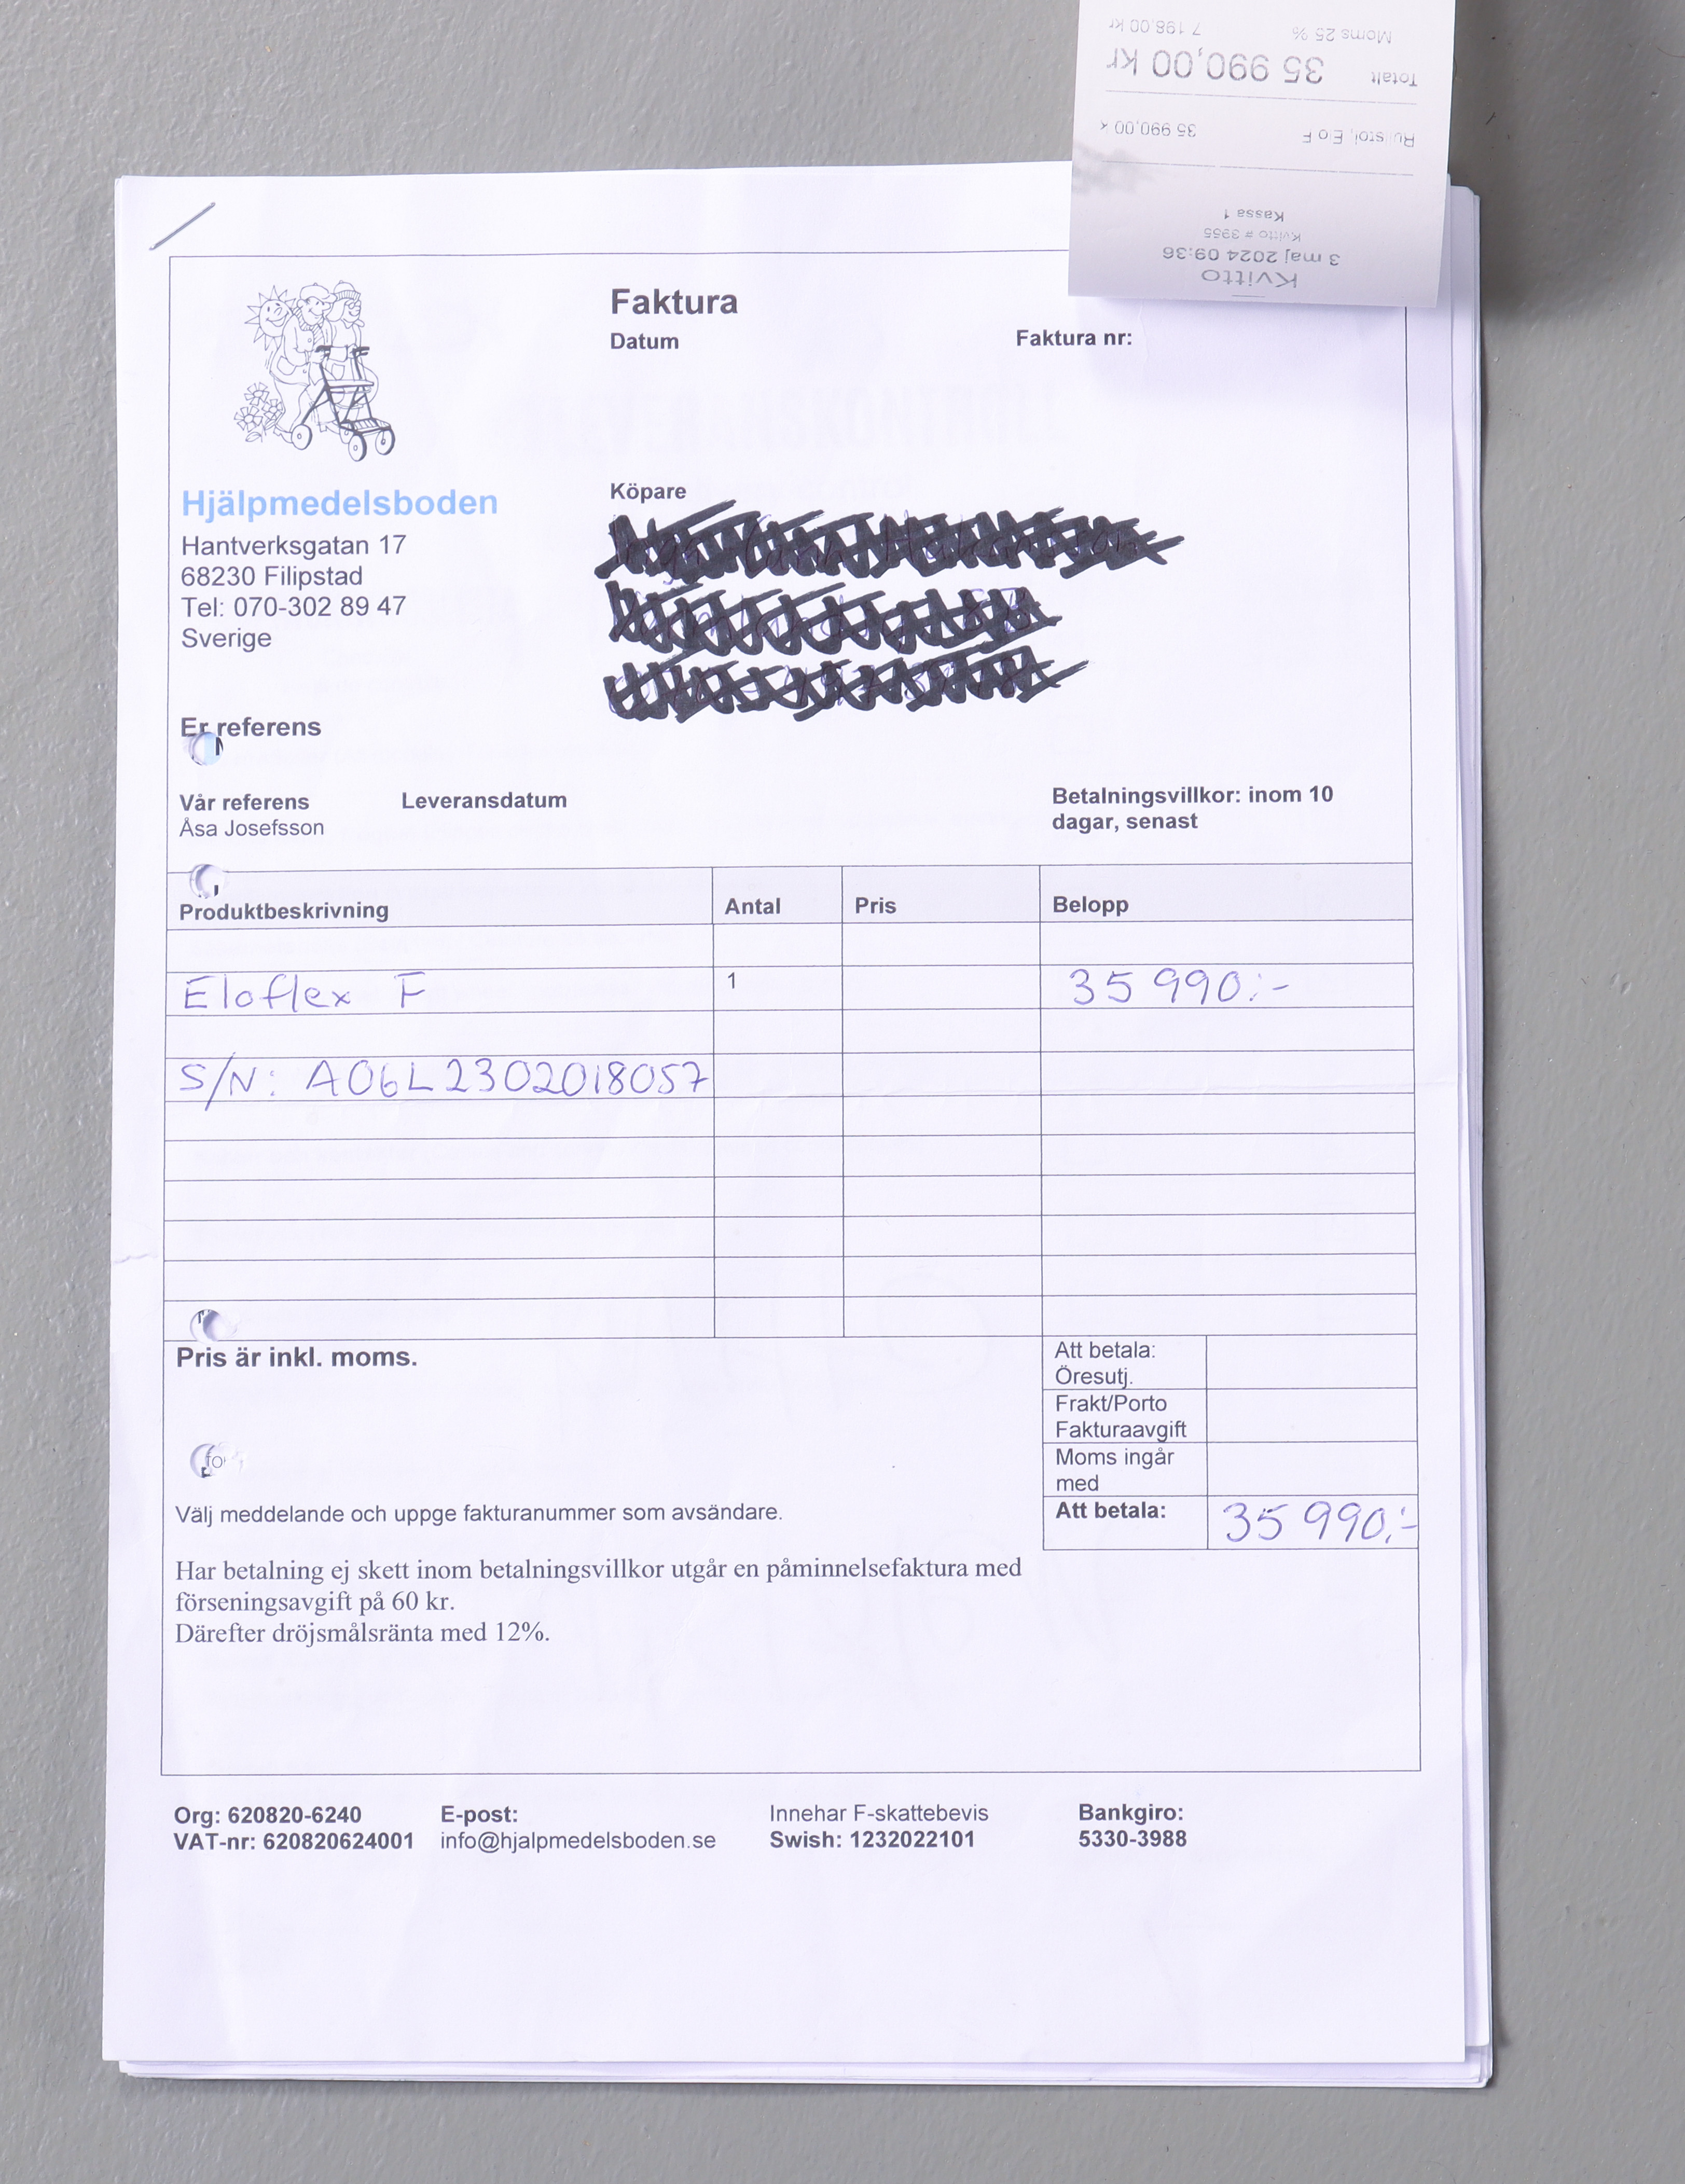 Moms 25 % 7 198,00 kr
Totalt 35 990,00 kr
Rullstol, Elo F 35 990,00 x
Kassa 1
Kvitto # 3955
3 maj 2024 09:36
Kvitto
Faktura
Datum Faktura nr:
Hjälpmedelsboden
Hantverksgatan 17
68230 Filipstad
Tel: 070-302 89 47
Sverige
Köpare
Er referens
Vår referens Leveransdatum
Åsa Josefsson
Betalningsvillkor: inom 10
dagar, senast
Produktbeskrivning Antal Pris Belopp
Eloflex F 1 35 990:-
S/N: A06L2302018057
Pris är inkl. moms.
Att betala:
Öresutj.
Frakt/Porto
Fakturaavgift
Moms ingår
med
Att betala: 35 990:-
Välj meddelande och uppge fakturanummer som avsändare.
Har betalning ej skett inom betalningsvillkor utgår en påminnelsefaktura med
förseningsavgift på 60 kr.
Därefter dröjsmålsränta med 12%.
Org: 620820-6240 E-post: Innehar F-skattebevis Bankgiro:
VAT-nr: 620820624001 info@hjalpmedelsboden.se Swish: 1232022101 5330-3988